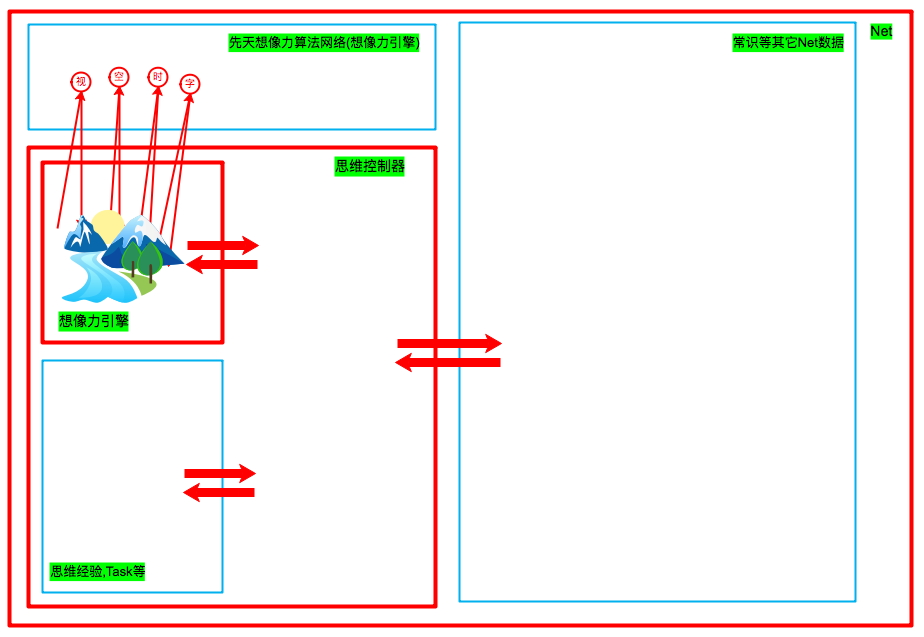 先天想像力算法网络(想像力引擎)
常识等其它Net数据
Net
视
空
时
字
思维控制器
想像力引擎
思维经验,Task等